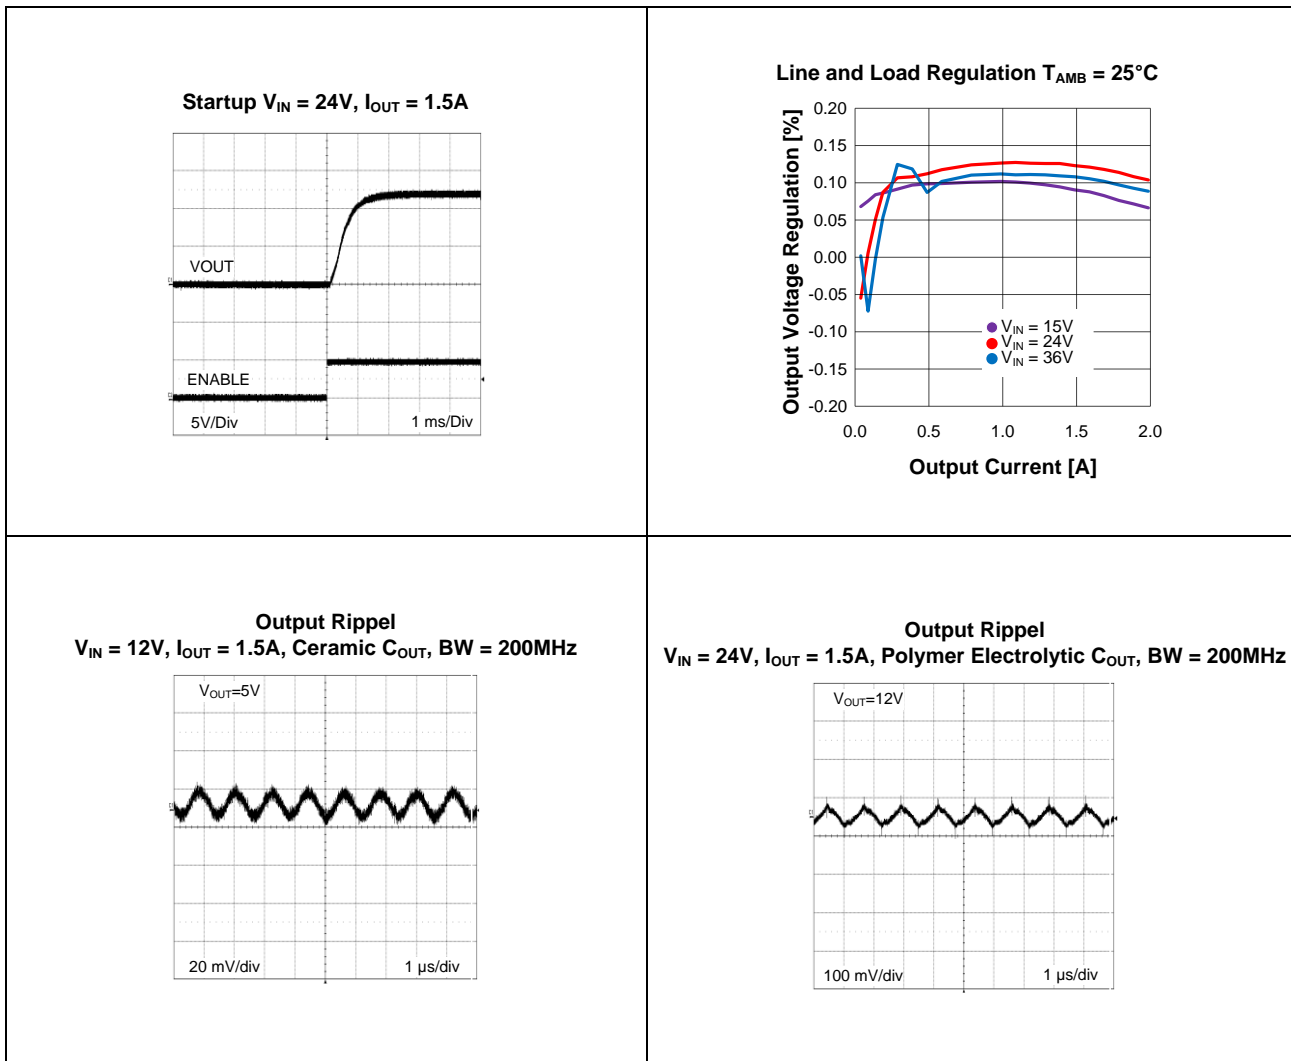 Startup VIN = 24V, IOUT = 1.5A
VOUT
ENABLE
5V/Div
1 ms/Div
Line and Load Regulation TAMB = 25°C
Output Voltage Regulation [%]
0.20
0.15
0.10
0.05
0.00
-0.05
-0.10
-0.15
-0.20
VIN = 15V
VIN = 24V
VIN = 36V
0.0 0.5 1.0 1.5 2.0
Output Current [A]
Output Rippel
VIN = 12V, IOUT = 1.5A, Ceramic COUT, BW = 200MHz
VOUT=5V
20 mV/div
1 µs/div
Output Rippel
VIN = 24V, IOUT = 1.5A, Polymer Electrolytic COUT, BW = 200MHz
VOUT=12V
100 mV/div
1 µs/div